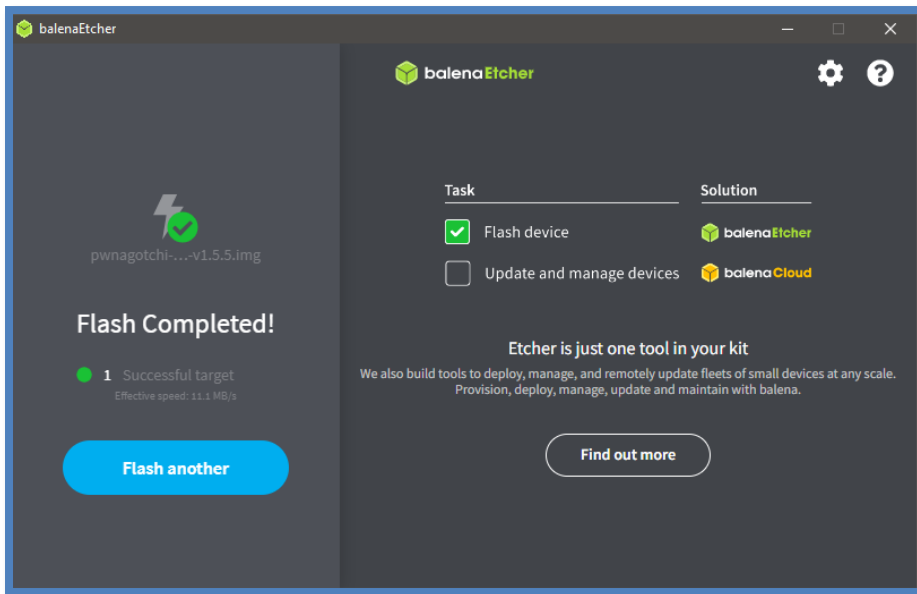 balenaEtcher
balenaEtcher
Task Solution
Flash device balenaEtcher
Update and manage devices balenaCloud
pwnagotchi-...-v1.5.5.img
Flash Completed!
1 Successful target
Effective speed: 11.1 MB/s
Flash another
Etcher is just one tool in your kit
We also build tools to deploy, manage, and remotely update fleets of small devices at any scale.
Provision, deploy, manage, update and maintain with balena.
Find out more